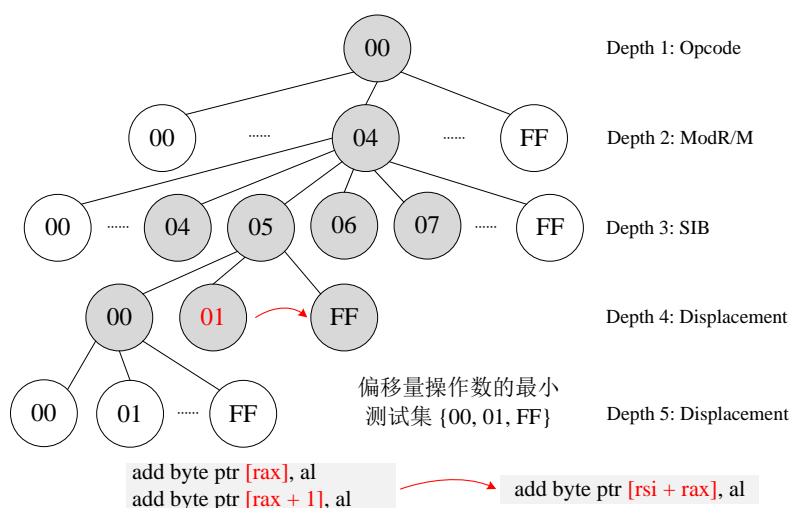 00
Depth 1: Opcode
00 ...... 04 ...... FF
Depth 2: ModR/M
00 ...... 04 05 06 07 ...... FF
Depth 3: SIB
00 01 FF
Depth 4: Displacement
00 01 ...... FF
偏移量操作数的最小
测试集 {00, 01, FF}
Depth 5: Displacement
add byte ptr [rax], al
add byte ptr [rax + 1], al
add byte ptr [rsi + rax], al